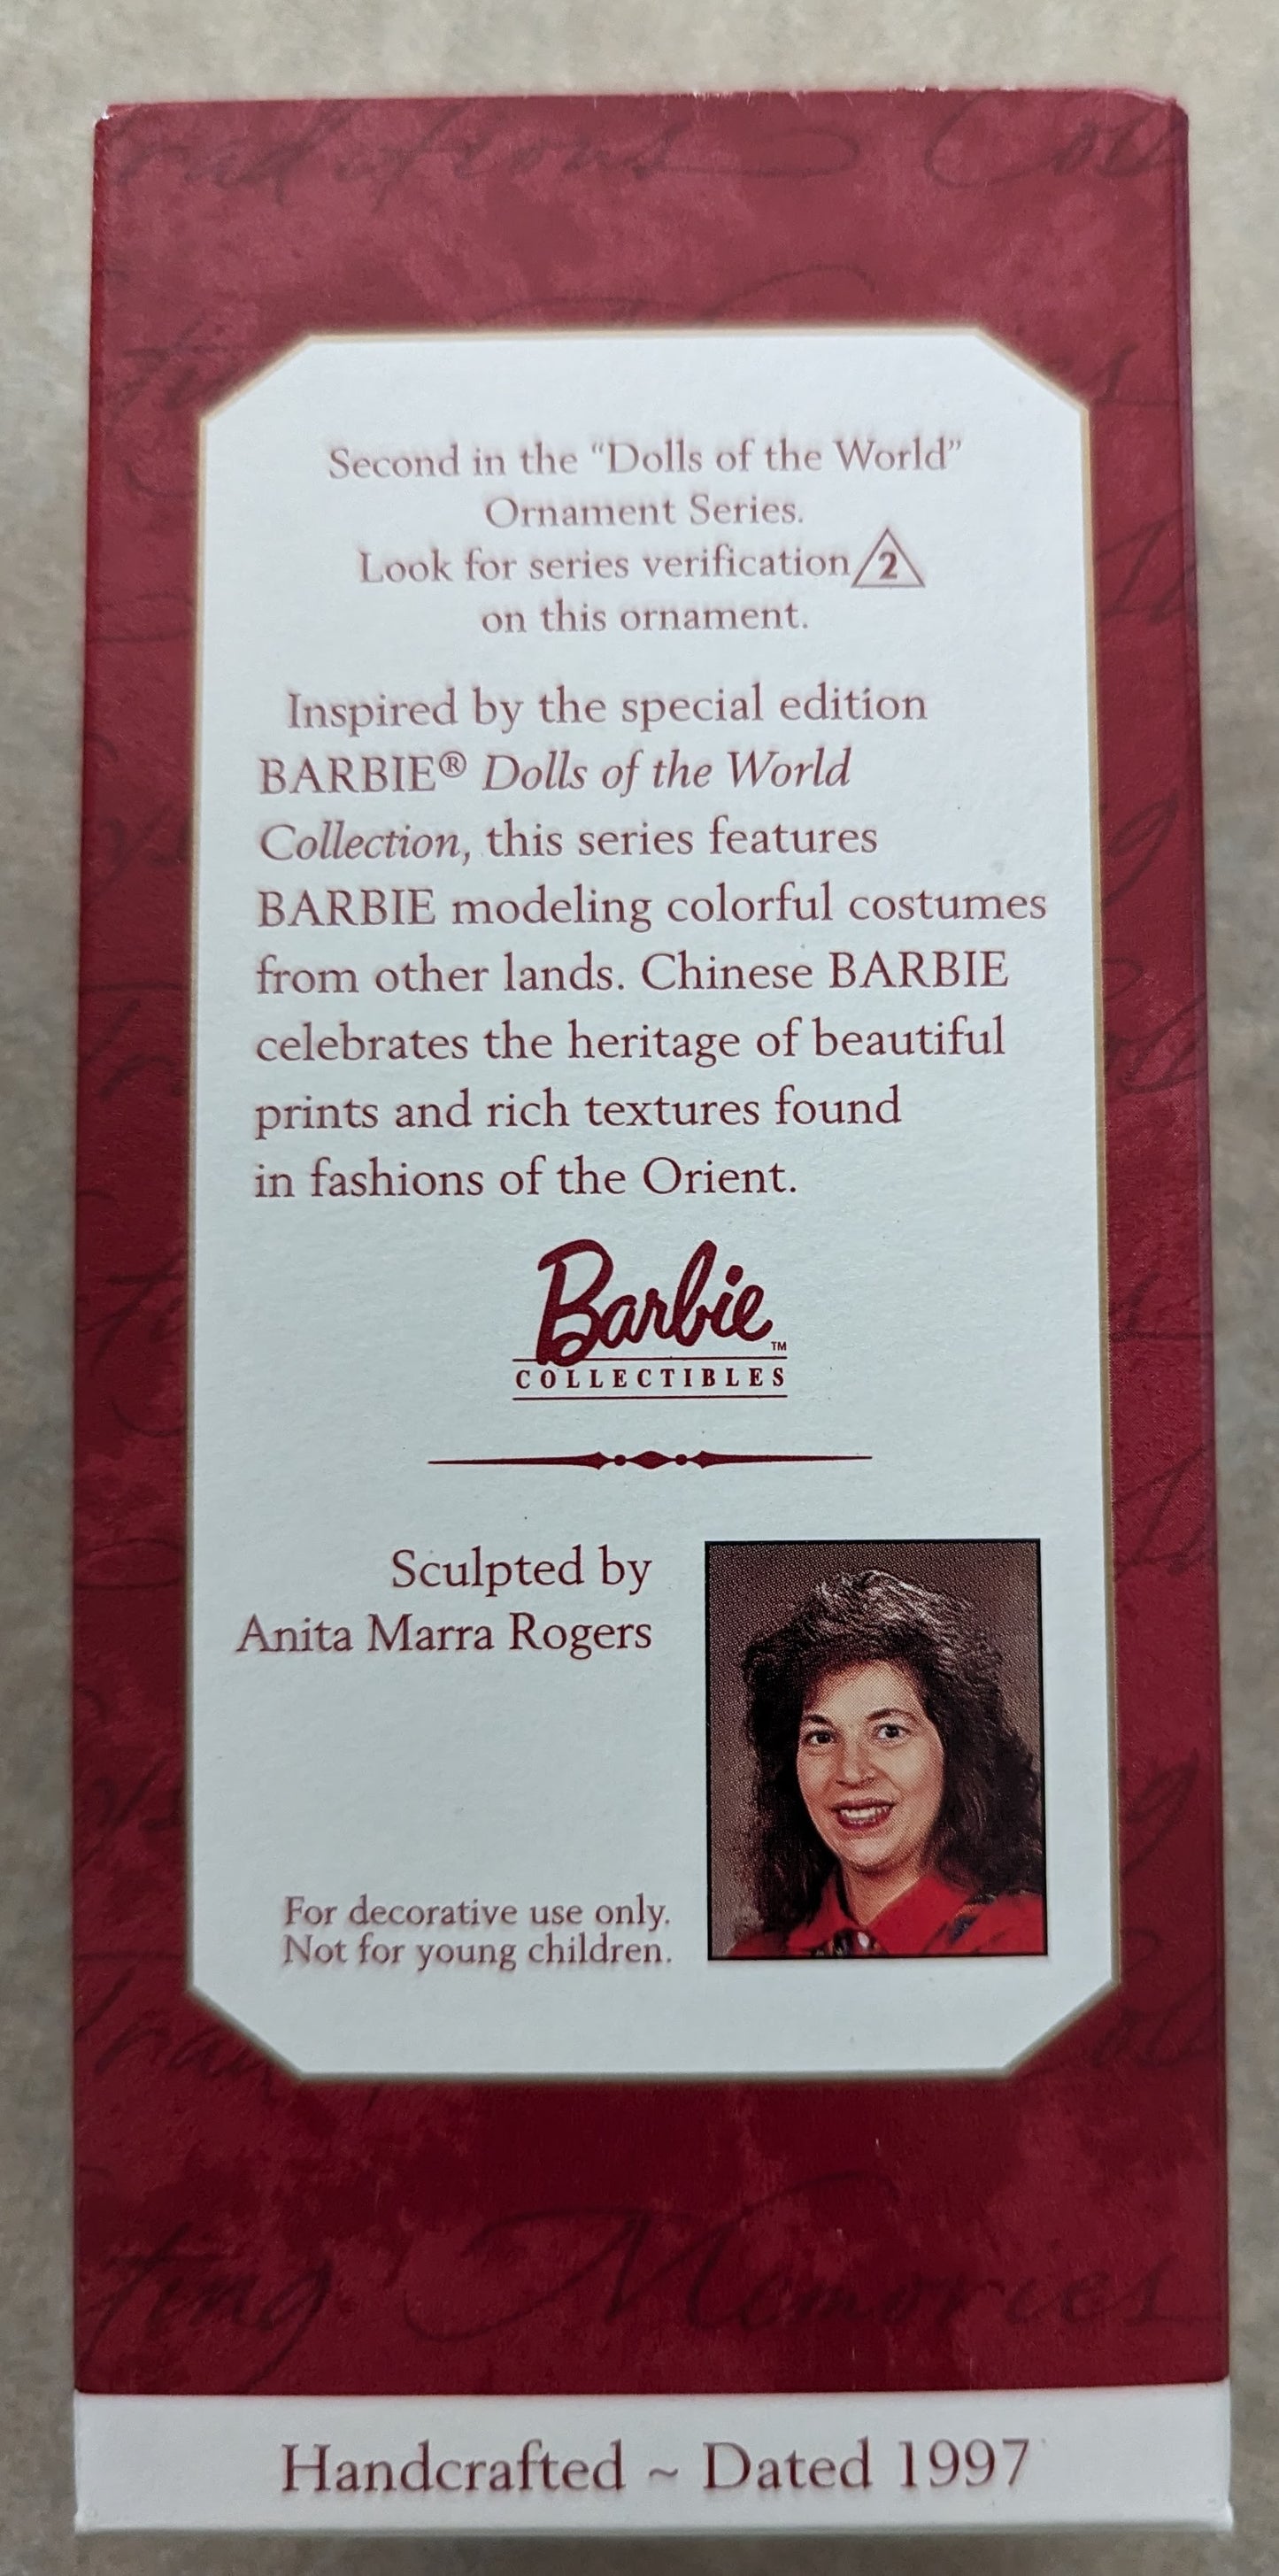 Second in the “Dolls of the World”
Ornament Series.
Look for series verification 2
on this ornament.
Inspired by the special edition
BARBIE® Dolls of the World
Collection, this series features
BARBIE modeling colorful costumes
from other lands. Chinese BARBIE
celebrates the heritage of beautiful
prints and rich textures found
in fashions of the Orient.
Barbie™
COLLECTIBLES
Sculpted by
Anita Marra Rogers
For decorative use only.
Not for young children.
Memories
Handcrafted ~ Dated 1997